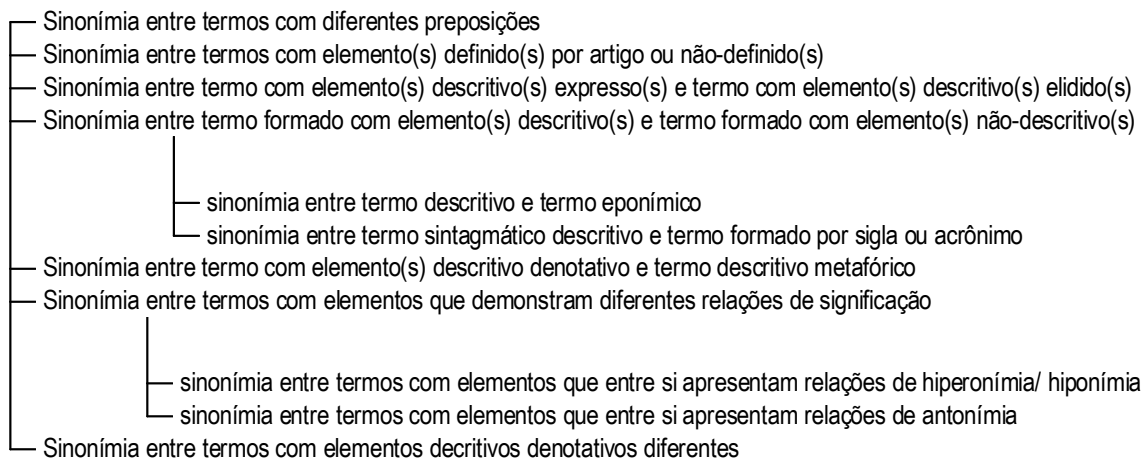 Sinonímia entre termos com diferentes preposições
Sinonímia entre termos com elemento(s) definido(s) por artigo ou não-definido(s)
Sinonímia entre termo com elemento(s) descritivo(s) expresso(s) e termo com elemento(s) descritivo(s) elidido(s)
Sinonímia entre termo formado com elemento(s) descritivo(s) e termo formado com elemento(s) não-descritivo(s)
sinonímia entre termo descritivo e termo eponímico
sinonímia entre termo sintagmático descritivo e termo formado por sigla ou acrônimo
Sinonímia entre termo com elemento(s) descritivo denotativo e termo descritivo metafórico
Sinonímia entre termos com elementos que demonstram diferentes relações de significação
sinonímia entre termos com elementos que entre si apresentam relações de hiperonímia/ hiponímia
sinonímia entre termos com elementos que entre si apresentam relações de antonímia
Sinonímia entre termos com elementos decritivos denotativos diferentes